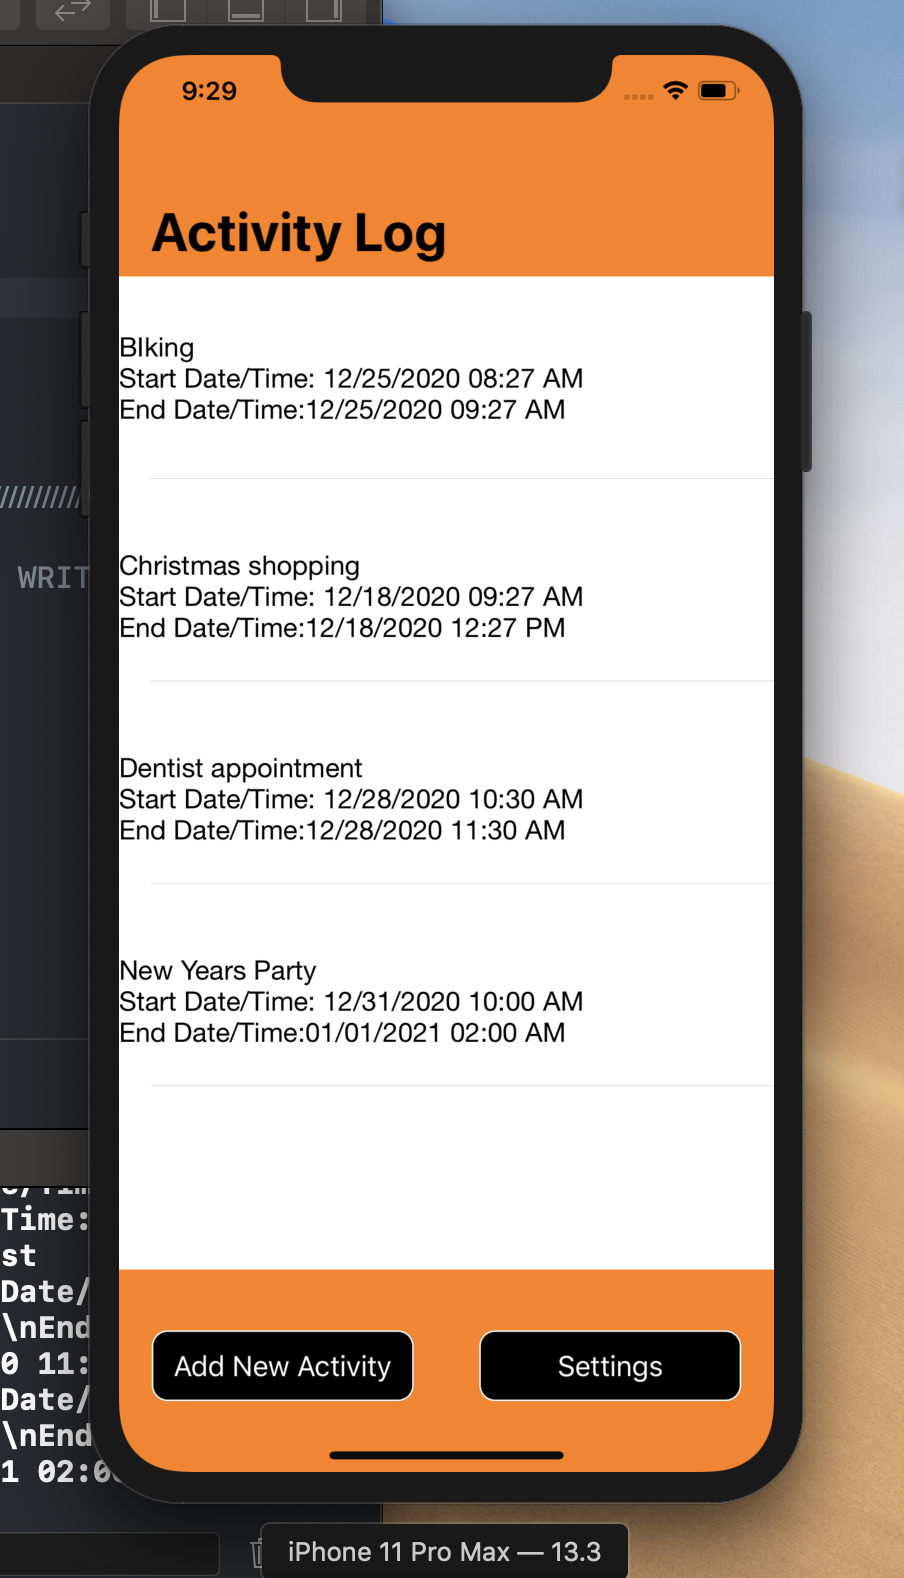 9:29
Activity Log
BIking
Start Date/Time: 12/25/2020 08:27 AM
End Date/Time:12/25/2020 09:27 AM
Christmas shopping
Start Date/Time: 12/18/2020 09:27 AM
End Date/Time:12/18/2020 12:27 PM
Dentist appointment
Start Date/Time: 12/28/2020 10:30 AM
End Date/Time:12/28/2020 11:30 AM
New Years Party
Start Date/Time: 12/31/2020 10:00 AM
End Date/Time:01/01/2021 02:00 AM
Add New Activity
Settings
//////////
WRIT
Time:
st
Date/
\nEnd
0 11:
Date/
\nEnd
1 02:0
iPhone 11 Pro Max — 13.3